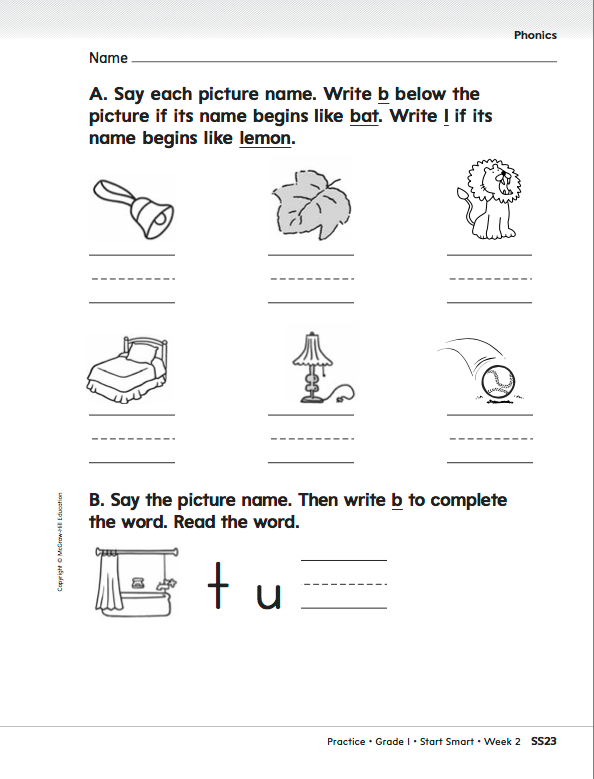 Phonics
Name
A. Say each picture name. Write b below the
picture if its name begins like bat. Write l if its
name begins like lemon.
B. Say the picture name. Then write b to complete
the word. Read the word.
t u
Copyright © McGraw-Hill Education
Practice • Grade 1 • Start Smart • Week 2 SS23